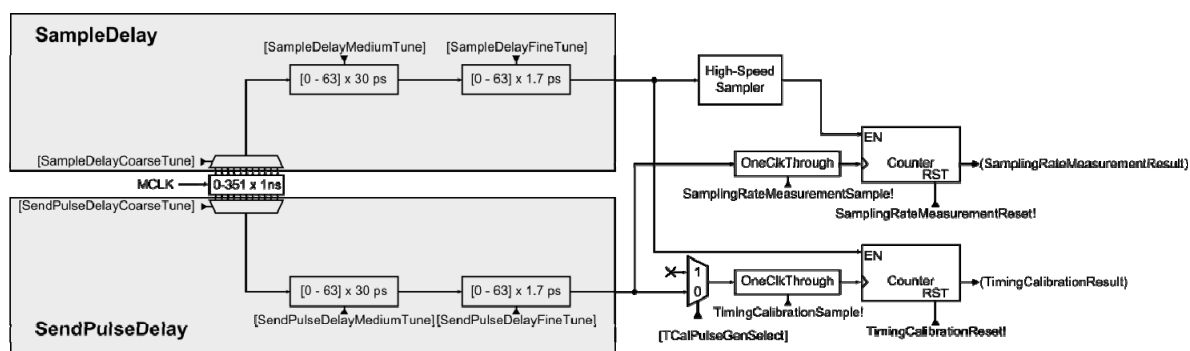 SampleDelay
[SampleDelayMediumTune]
[SampleDelayFineTune]
[0 - 63] x 30 ps
[0 - 63] x 1.7 ps
High-Speed
Sampler
[SampleDelayCoarseTune]
MCLK
0-351 x 1ns
[SendPulseDelayCoarseTune]
EN
OneClkThrough
Counter
RST
(SamplingRateMeasurementResult)
SamplingRateMeasurementSample!
SamplingRateMeasurementReset!
[0 - 63] x 30 ps
[0 - 63] x 1.7 ps
[SendPulseDelayMediumTune]
[SendPulseDelayFineTune]
SendPulseDelay
1
0
OneClkThrough
EN
Counter
RST
(TimingCalibrationResult)
TimingCalibrationSample!
[TCalPulseGenSelect]
TimingCalibrationReset!